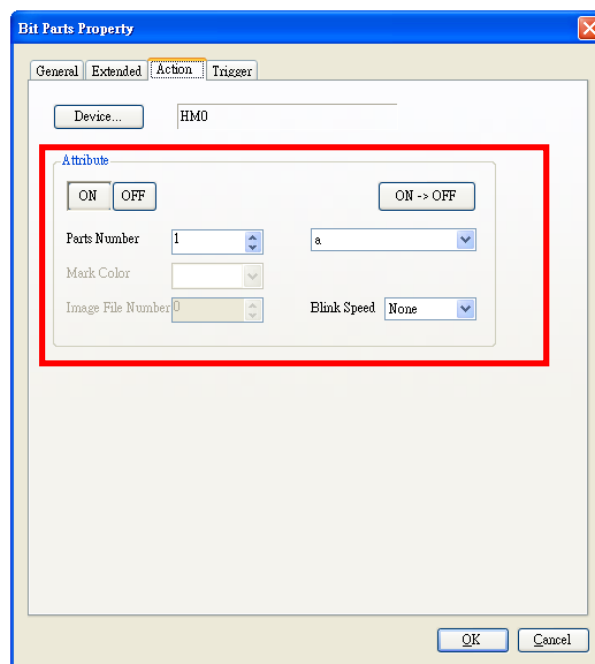 Bit Parts Property
General Extended Action Trigger
Device... HM0
Attribute
ON OFF ON -> OFF
Parts Number 1 a
Mark Color
Image File Number 0 Blink Speed None
OK Cancel